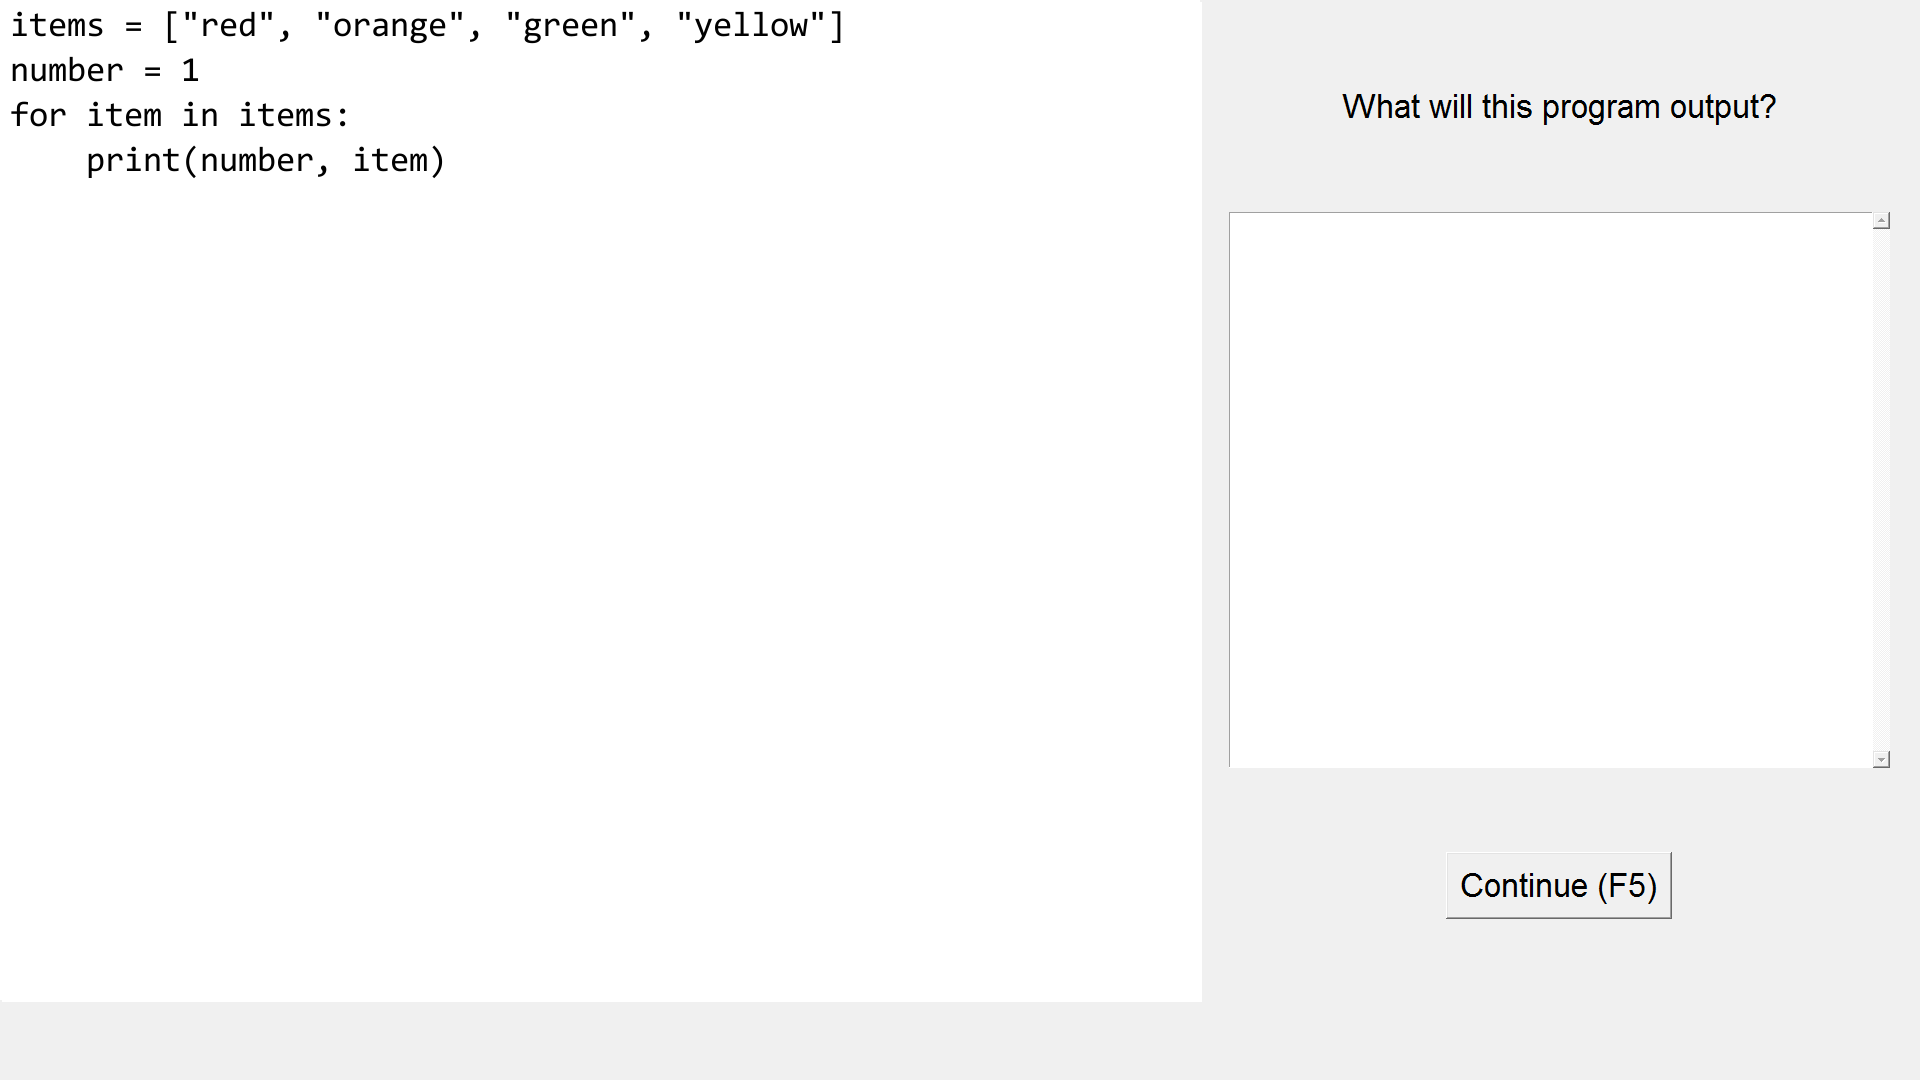 items = ["red", "orange", "green", "yellow"]
number = 1
for item in items:
    print(number, item)
What will this program output?
Continue (F5)